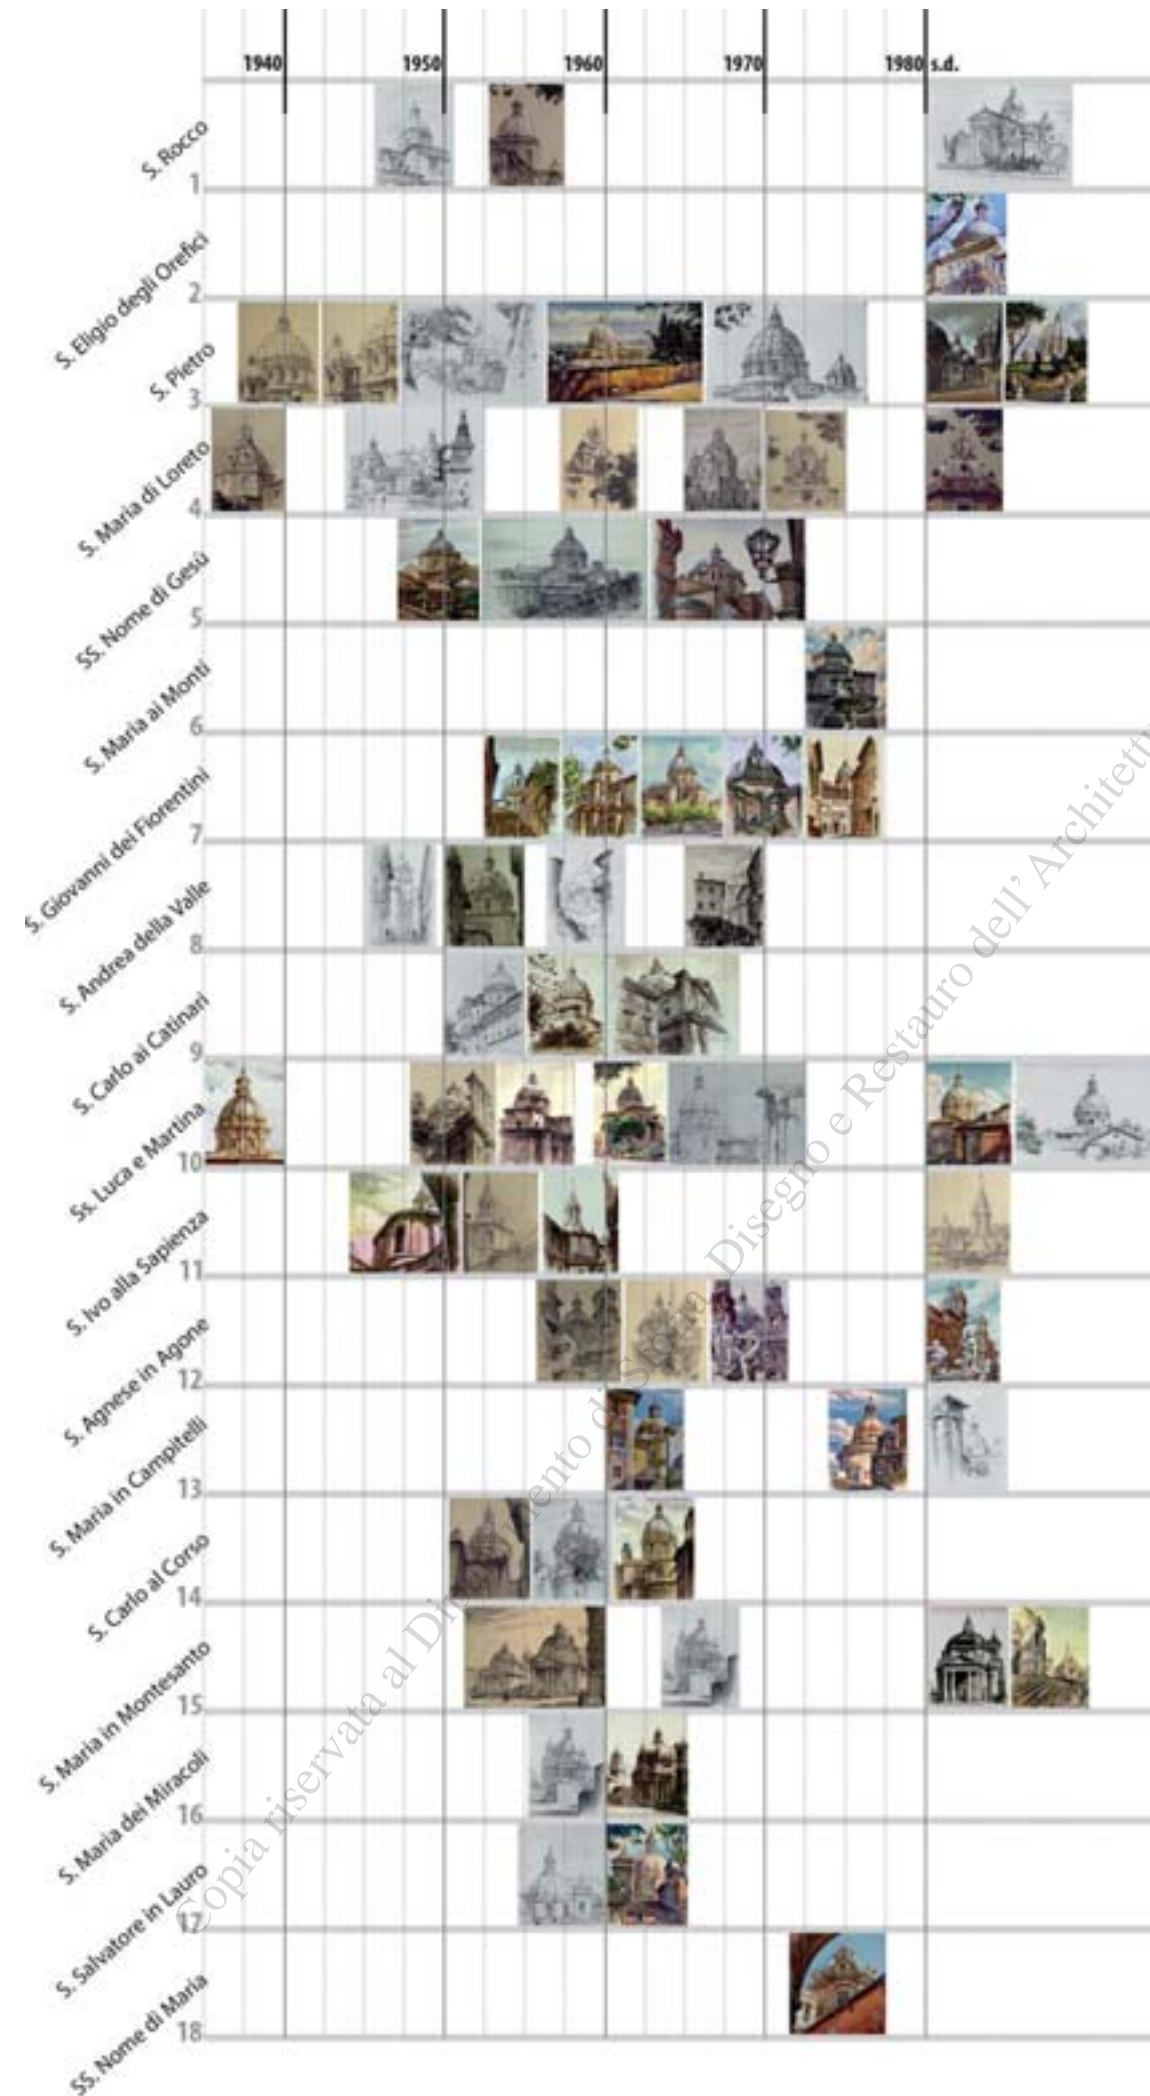 1940 1950 1960 1970 1980 s.d.
S. Rocco
1
S. Eligio degli Orefici
2
S. Pietro
3
S. Maria di Loreto
4
SS. Nome di Gesù
5
S. Maria ai Monti
6
S. Giovanni dei Fiorentini
7
S. Andrea della Valle
8
S. Carlo ai Catinari
9
Ss. Luca e Martina
10
S. Ivo alla Sapienza
11
S. Agnese in Agone
12
S. Maria in Campitelli
13
S. Carlo al Corso
14
S. Maria in Montesanto
15
S. Maria dei Miracoli
16
S. Salvatore in Lauro
17
SS. Nome di Maria
18
Copia riservata al Dipartimento di Storia, Disegno e Restauro dell' Architettu